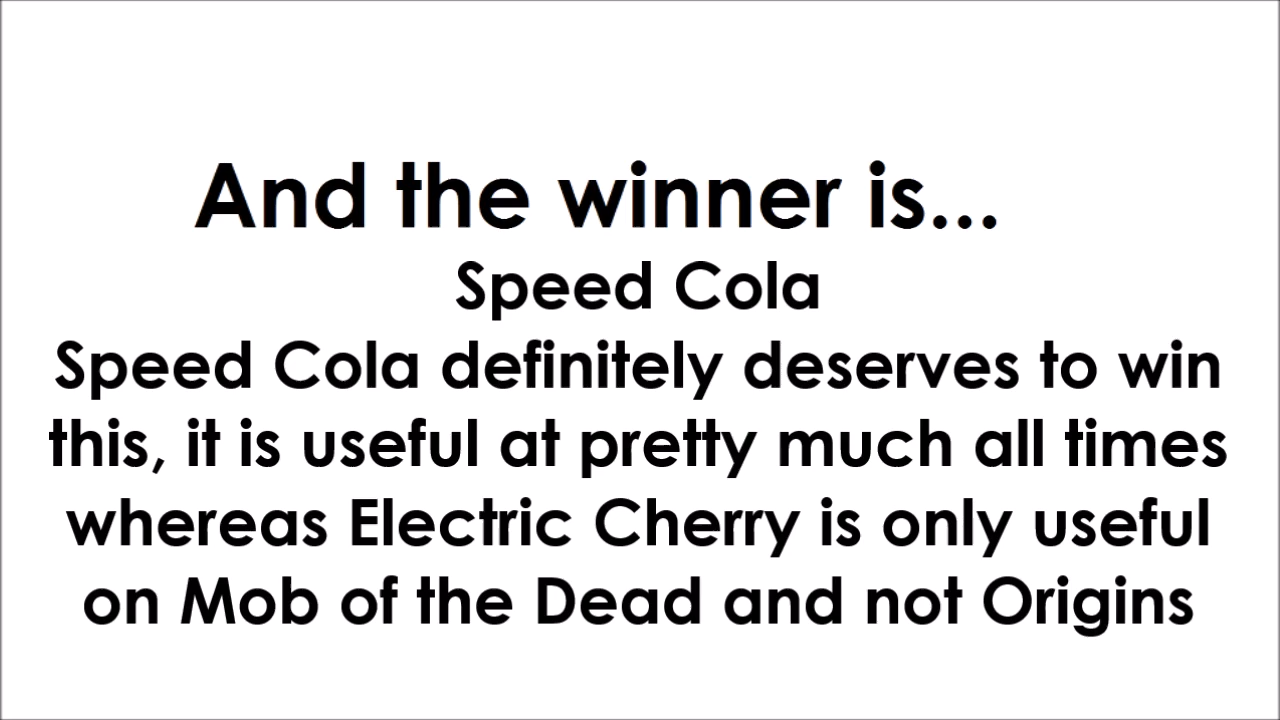 And the winner is...
Speed Cola
Speed Cola definitely deserves to win
this, it is useful at pretty much all times
whereas Electric Cherry is only useful
on Mob of the Dead and not Origins